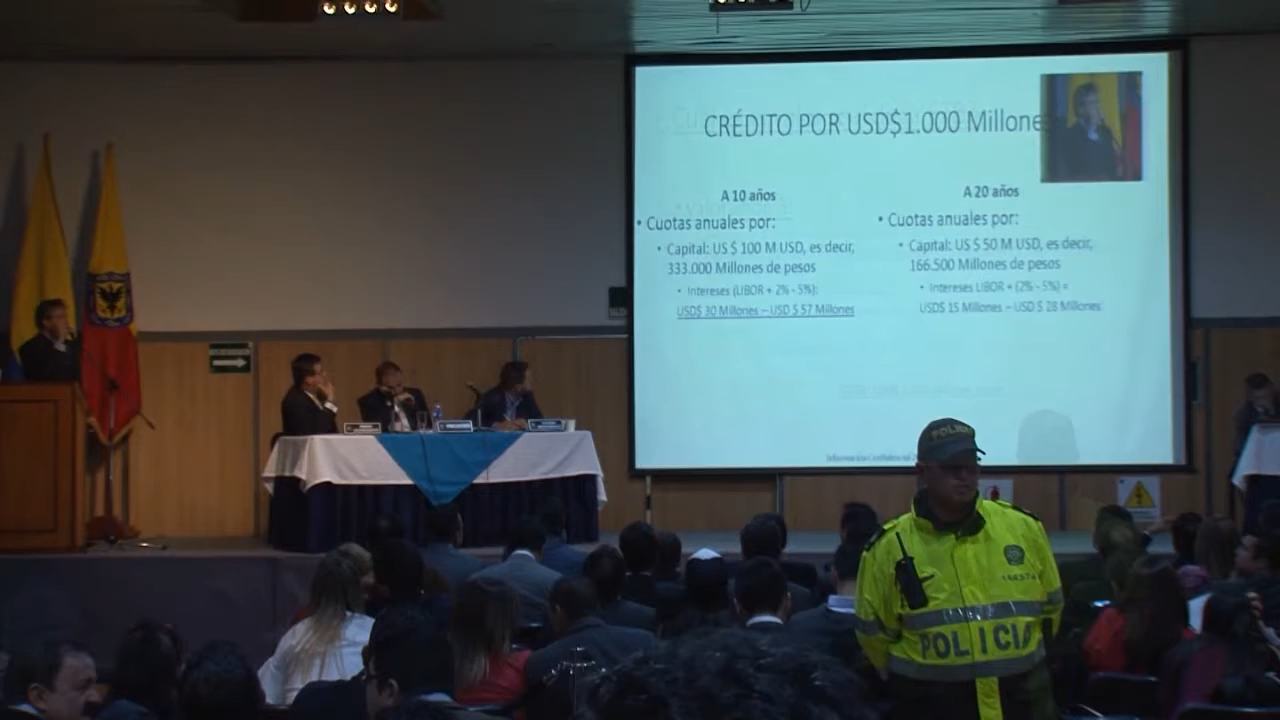 CRÉDITO POR USD$1.000 Millone
A 10 años
• Cuotas anuales por:
• Capital: US $ 100 M USD, es decir,
333.000 Millones de pesos
• Intereses (LIBOR + 2% - 5%):
USD$ 30 Millones – USD $ 57 Millones
A 20 años
• Cuotas anuales por:
• Capital: US $ 50 M USD, es decir,
166.500 Millones de pesos
• Intereses LIBOR + (2% - 5%) =
USD$ 15 Millones – USD $ 28 Millones
Información Confidencial
POLICIA
POLICIA